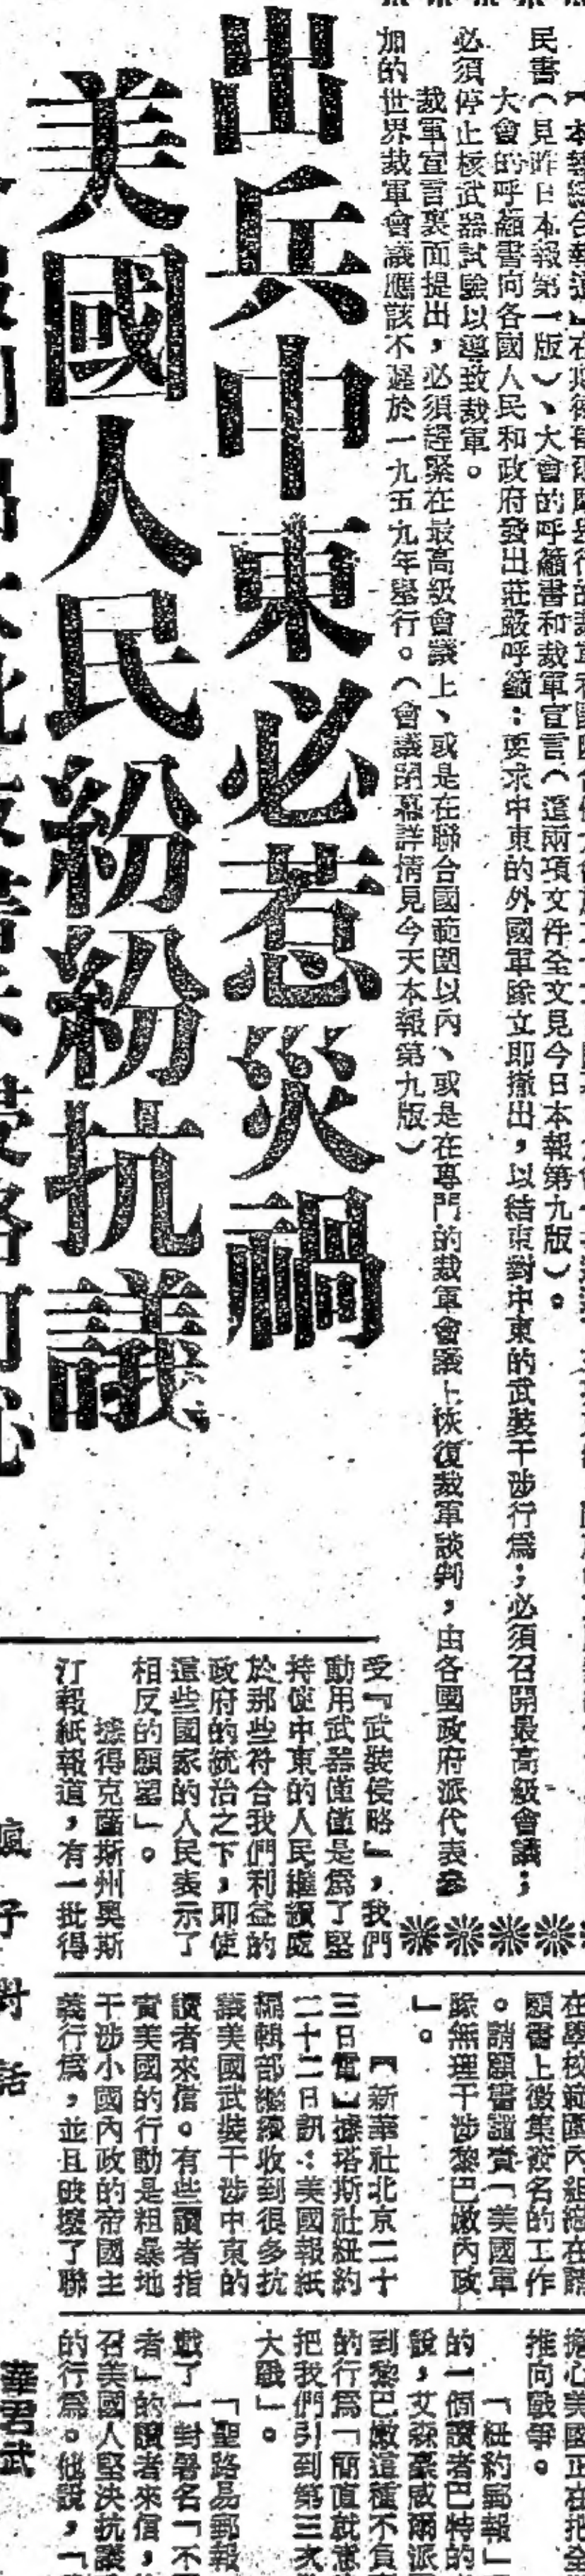 民書（見昨日本報第一版）、大會的呼籲書和裁軍宣言（這兩項文件全文見今日本報第九版）。
大會的呼籲書向各國人民和政府發出莊嚴呼籲：要求中東的外國軍隊立即撤出，以結束對中東的武裝干涉行爲；必須召開最高級會議；
必須停止核武器試驗以導致裁軍。
裁軍宣言裏面提出，必須趕緊在最高級會議上、或是在聯合國範圍以內、或是在專門的裁軍會議上恢復裁軍談判，由各國政府派代表參
加的世界裁軍會議應該不遲於一九五九年舉行。（會議閉幕詳情見今天本報第九版）
出兵中東必惹災禍
美國人民紛紛抗議
受「武裝侵略」，我們
動用武器僅僅是爲了堅
持使中東的人民繼續處
於那些符合我們利益的
政府的統治之下，卽使
這些國家的人民表示了
相反的願望」。
據得克薩斯州奧斯
汀報紙報道，有一批得
願書上徵集簽名的工作
。請願書譴責「美國軍
隊無理干涉黎巴嫩內政
」。
【新華社北京二十
三日電】據塔斯社紐約
二十二日訊：美國報紙
編輯部繼續收到很多抗
議美國武裝干涉中東的
讀者來信。有些讀者指
責美國的行動是粗暴地
干涉小國內政的帝國主
義行爲，並且破壞了聯
推向戰爭。
「紐約郵報」
的一個讀者巴特的
說，艾森豪威爾派
到黎巴嫩這種不負
的行爲「簡直就意
把我們引到第三次
大戰」。
「聖路易郵報
載了一封署名「不
者」的讀者來信，
召美國人堅決抗議
的行爲。他說，「
瘋子對話
華君武